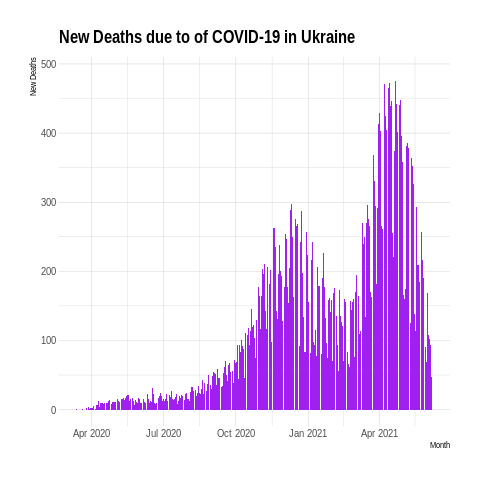 New Deaths due to of COVID-19 in Ukraine
New Deaths
500
400
300
200
100
0
Apr 2020 Jul 2020 Oct 2020 Jan 2021 Apr 2021
Month